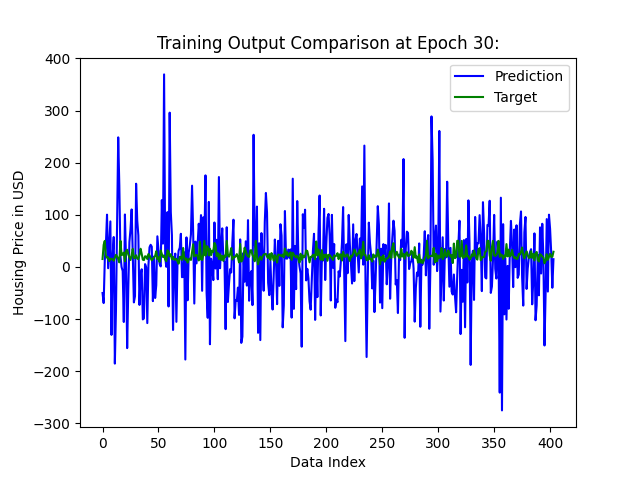 Training Output Comparison at Epoch 30:
Prediction
Target
Housing Price in USD
400
300
200
100
0
−100
−200
−300
0 50 100 150 200 250 300 350 400
Data Index